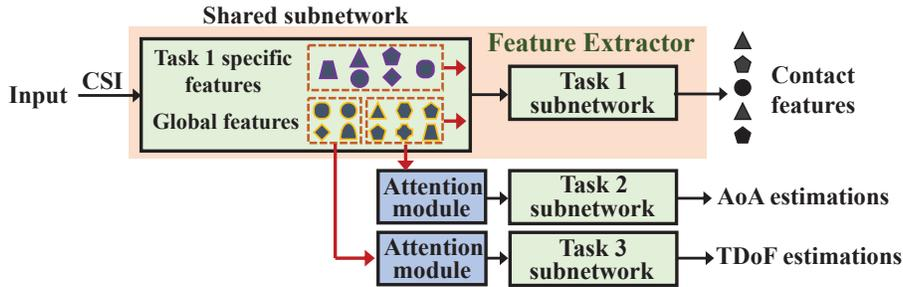 Shared subnetwork
Feature Extractor
Task 1 specific
features
Global features
Input
CSI
Task 1
subnetwork
Contact
features
Attention
module
Task 2
subnetwork
AoA estimations
Attention
module
Task 3
subnetwork
TDoF estimations